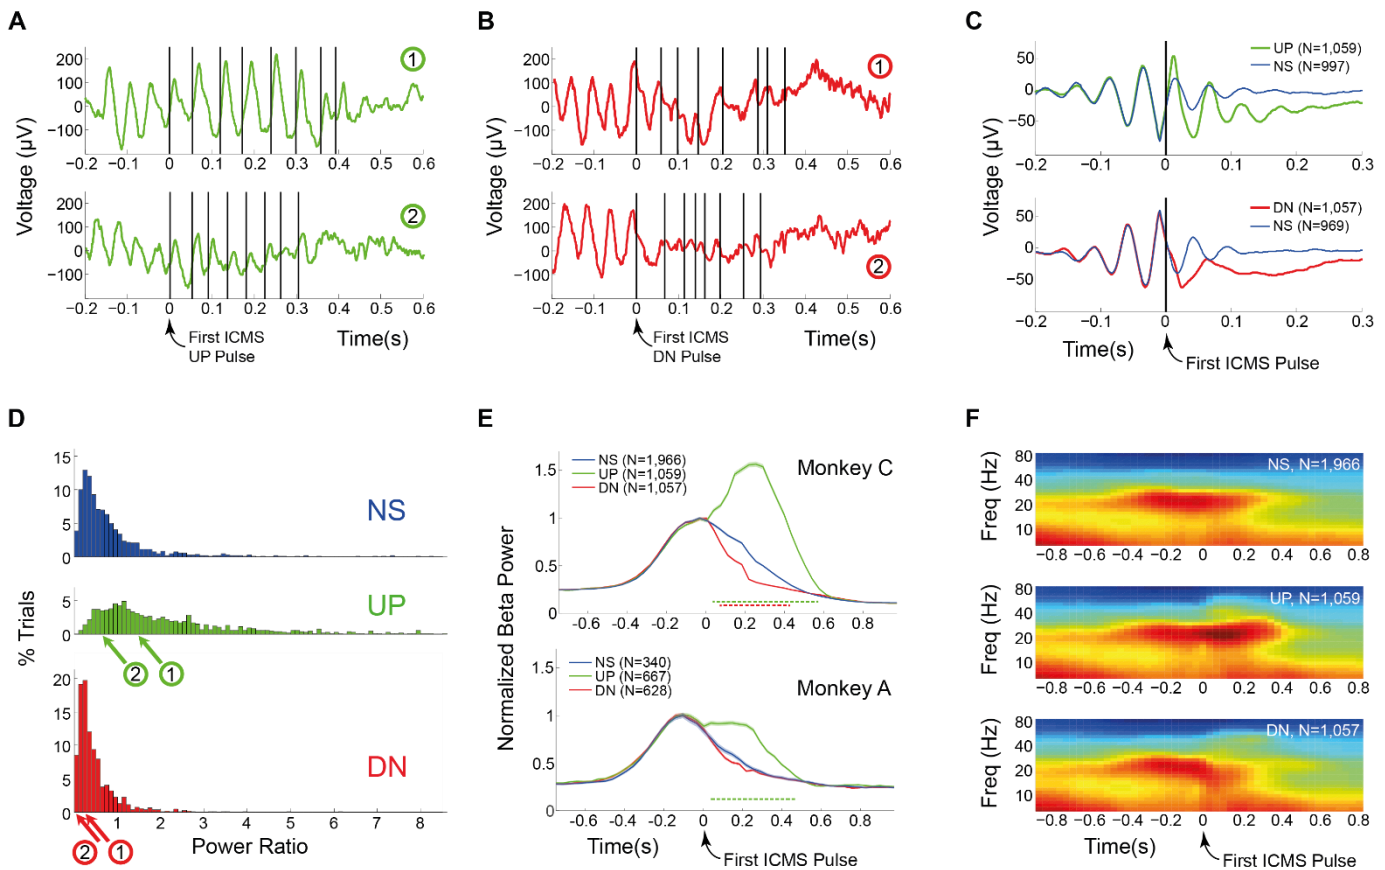 A
200
100
0
−100
1
−0.2 −0.1 0 0.1 0.2 0.3 0.4 0.5 0.6
Voltage (µV)
200
100
0
−100
2
−0.2 −0.1 0 0.1 0.2 0.3 0.4 0.5 0.6
First ICMS
UP Pulse
Time(s)
B
200
100
0
−100
1
−0.2 −0.1 0 0.1 0.2 0.3 0.4 0.5 0.6
Voltage (µV)
200
100
0
−100
2
−0.2 −0.1 0 0.1 0.2 0.3 0.4 0.5 0.6
First ICMS
DN Pulse
Time(s)
C
UP (N=1,059)
NS (N=997)
50
0
−50
−0.2 −0.1 0 0.1 0.2 0.3
Voltage (µV)
DN (N=1,057)
NS (N=969)
50
0
−50
−0.2 −0.1 0 0.1 0.2 0.3
Time(s)
First ICMS Pulse
D
15
10
5
0
NS
% Trials
5
0
UP
2 1
20
15
10
5
0
DN
1 2 3 4 5 6 7 8
2 1
Power Ratio
E
NS (N=1,966)
UP (N=1,059)
DN (N=1,057)
Monkey C
1.5
1
0.5
0
−0.6 −0.4 −0.2 0 0.2 0.4 0.6 0.8
Normalized Beta Power
NS (N=340)
UP (N=667)
DN (N=628)
Monkey A
1.5
1
0.5
0
−0.6 −0.4 −0.2 0 0.2 0.4 0.6 0.8
Time(s)
First ICMS Pulse
F
NS, N=1,966
Freq (Hz)
80
40
20
10
−0.8 −0.6 −0.4 −0.2 0 0.2 0.4 0.6 0.8
UP, N=1,059
Freq (Hz)
80
40
20
10
−0.8 −0.6 −0.4 −0.2 0 0.2 0.4 0.6 0.8
DN, N=1,057
Freq (Hz)
80
40
20
10
−0.8 −0.6 −0.4 −0.2 0 0.2 0.4 0.6 0.8
Time(s)
First ICMS Pulse